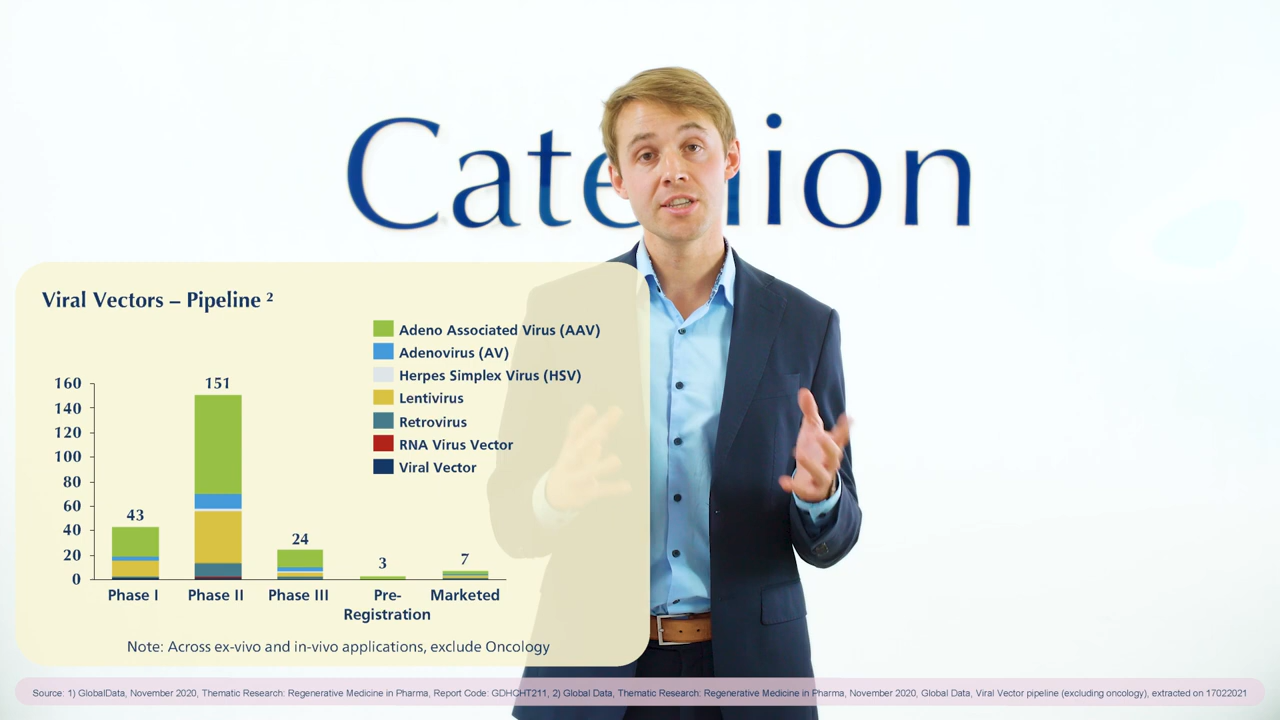 Catenion
Viral Vectors – Pipeline ²
Adeno Associated Virus (AAV)
Adenovirus (AV)
Herpes Simplex Virus (HSV)
Lentivirus
Retrovirus
RNA Virus Vector
Viral Vector
160
140
120
100
80
60
40
20
0
43
151
24
3
7
Phase I
Phase II
Phase III
Pre-
Registration
Marketed
Note: Across ex-vivo and in-vivo applications, exclude Oncology
Source: 1) GlobalData, November 2020, Thematic Research: Regenerative Medicine in Pharma, Report Code: GDHCHT211, 2) Global Data, Thematic Research: Regenerative Medicine in Pharma, November 2020, Global Data, Viral Vector pipeline (excluding oncology), extracted on 17022021